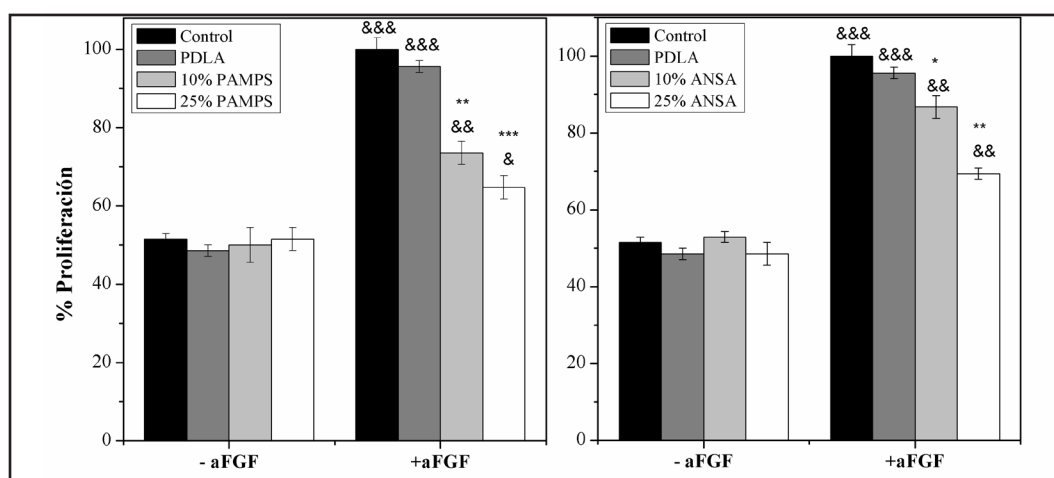 % Proliferación
100
80
60
40
20
0
Control
PDLA
10% PAMPS
25% PAMPS
&&&
&&&
**
&&
***
&
- aFGF
+aFGF
100
80
60
40
20
0
Control
PDLA
10% ANSA
25% ANSA
&&&
&&&
*
&&
**
&&
- aFGF
+aFGF